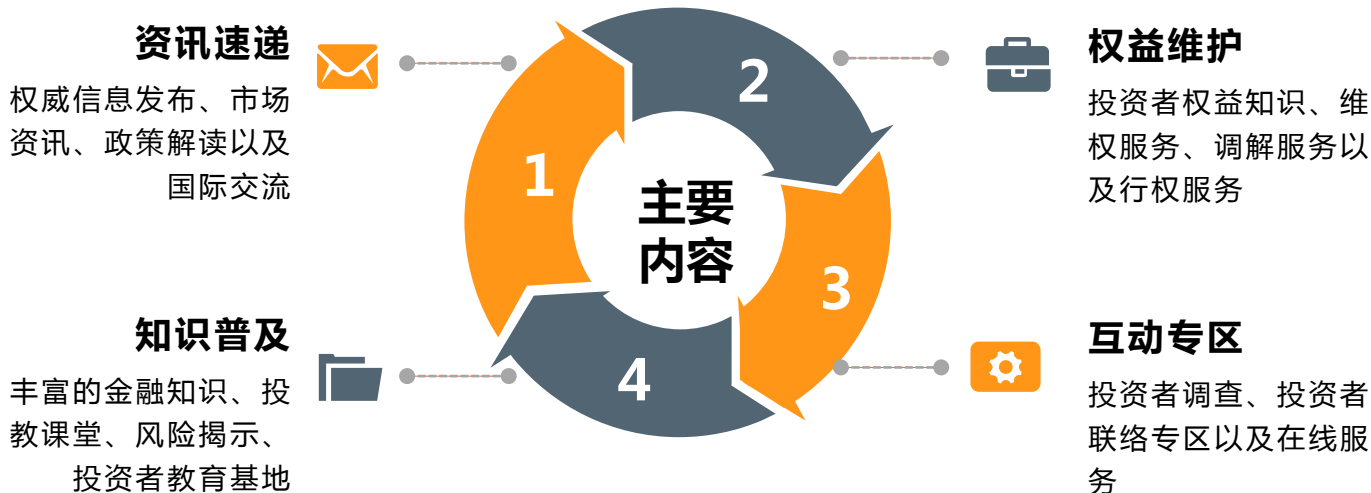 资讯速递
权威信息发布、市场
资讯、政策解读以及
国际交流
1
2
权益维护
投资者权益知识、维
权服务、调解服务以
及行权服务
主要
内容
3
互动专区
投资者调查、投资者
联络专区以及在线服
务
4
知识普及
丰富的金融知识、投
教课堂、风险揭示、
投资者教育基地